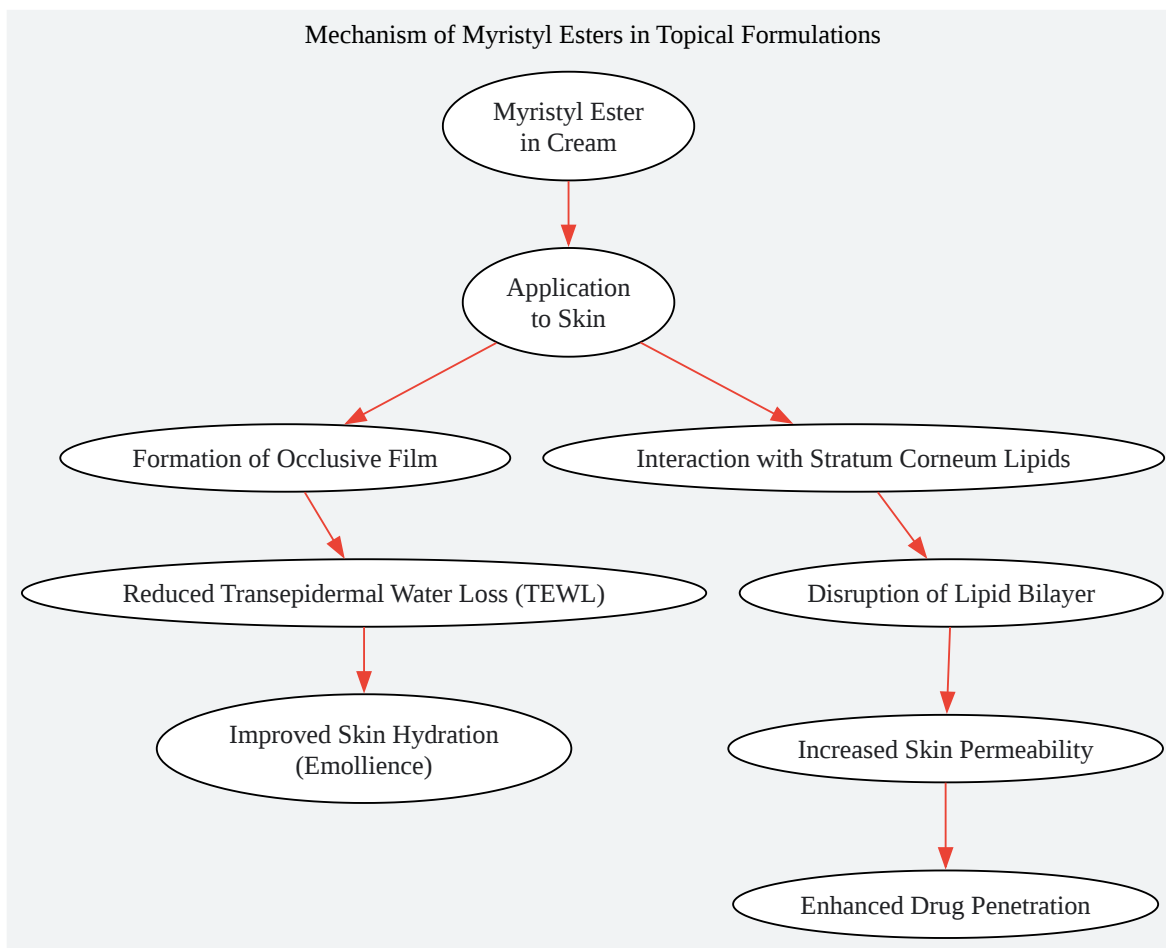 Mechanism of Myristyl Esters in Topical Formulations
Myristyl Ester
in Cream
Application
to Skin
Formation of Occlusive Film
Interaction with Stratum Corneum Lipids
Reduced Transepidermal Water Loss (TEWL)
Disruption of Lipid Bilayer
Improved Skin Hydration
(Emollience)
Increased Skin Permeability
Enhanced Drug Penetration